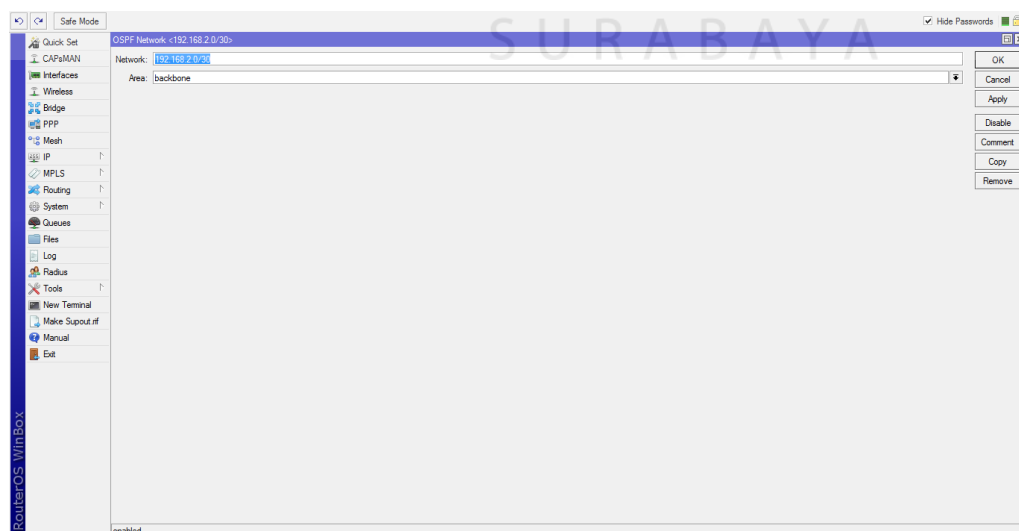 Safe Mode
SURABAYA
Hide Passwords
Quick Set
CAPsMAN
Interfaces
Wireless
Bridge
PPP
Mesh
IP
MPLS
Routing
System
Queues
Files
Log
Radius
Tools
New Terminal
Make Supout.rif
Manual
Exit
RouterOS WinBox
OSPF Network <192.168.2.0/30>
Network: 192.168.2.0/30
Area: backbone
OK
Cancel
Apply
Disable
Comment
Copy
Remove
enabled